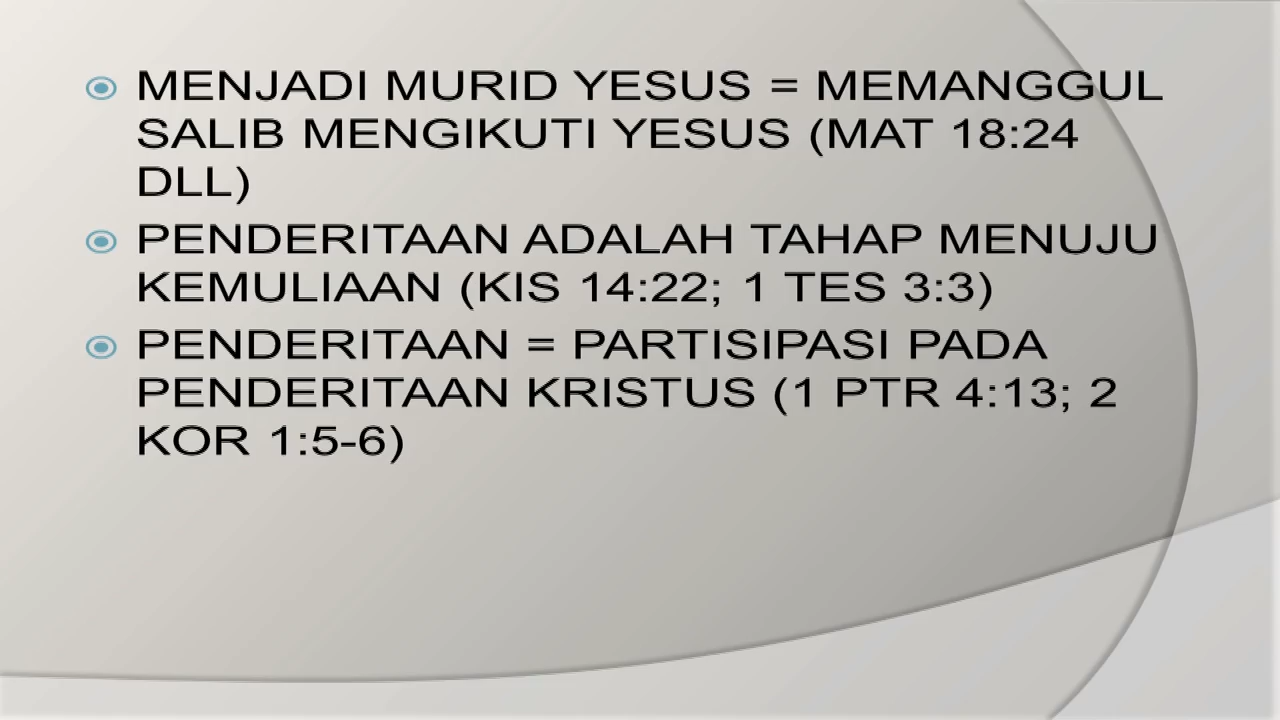 MENJADI MURID YESUS = MEMANGGUL
SALIB MENGIKUTI YESUS (MAT 18:24
DLL)
PENDERITAAN ADALAH TAHAP MENUJU
KEMULIAAN (KIS 14:22; 1 TES 3:3)
PENDERITAAN = PARTISIPASI PADA
PENDERITAAN KRISTUS (1 PTR 4:13; 2
KOR 1:5-6)